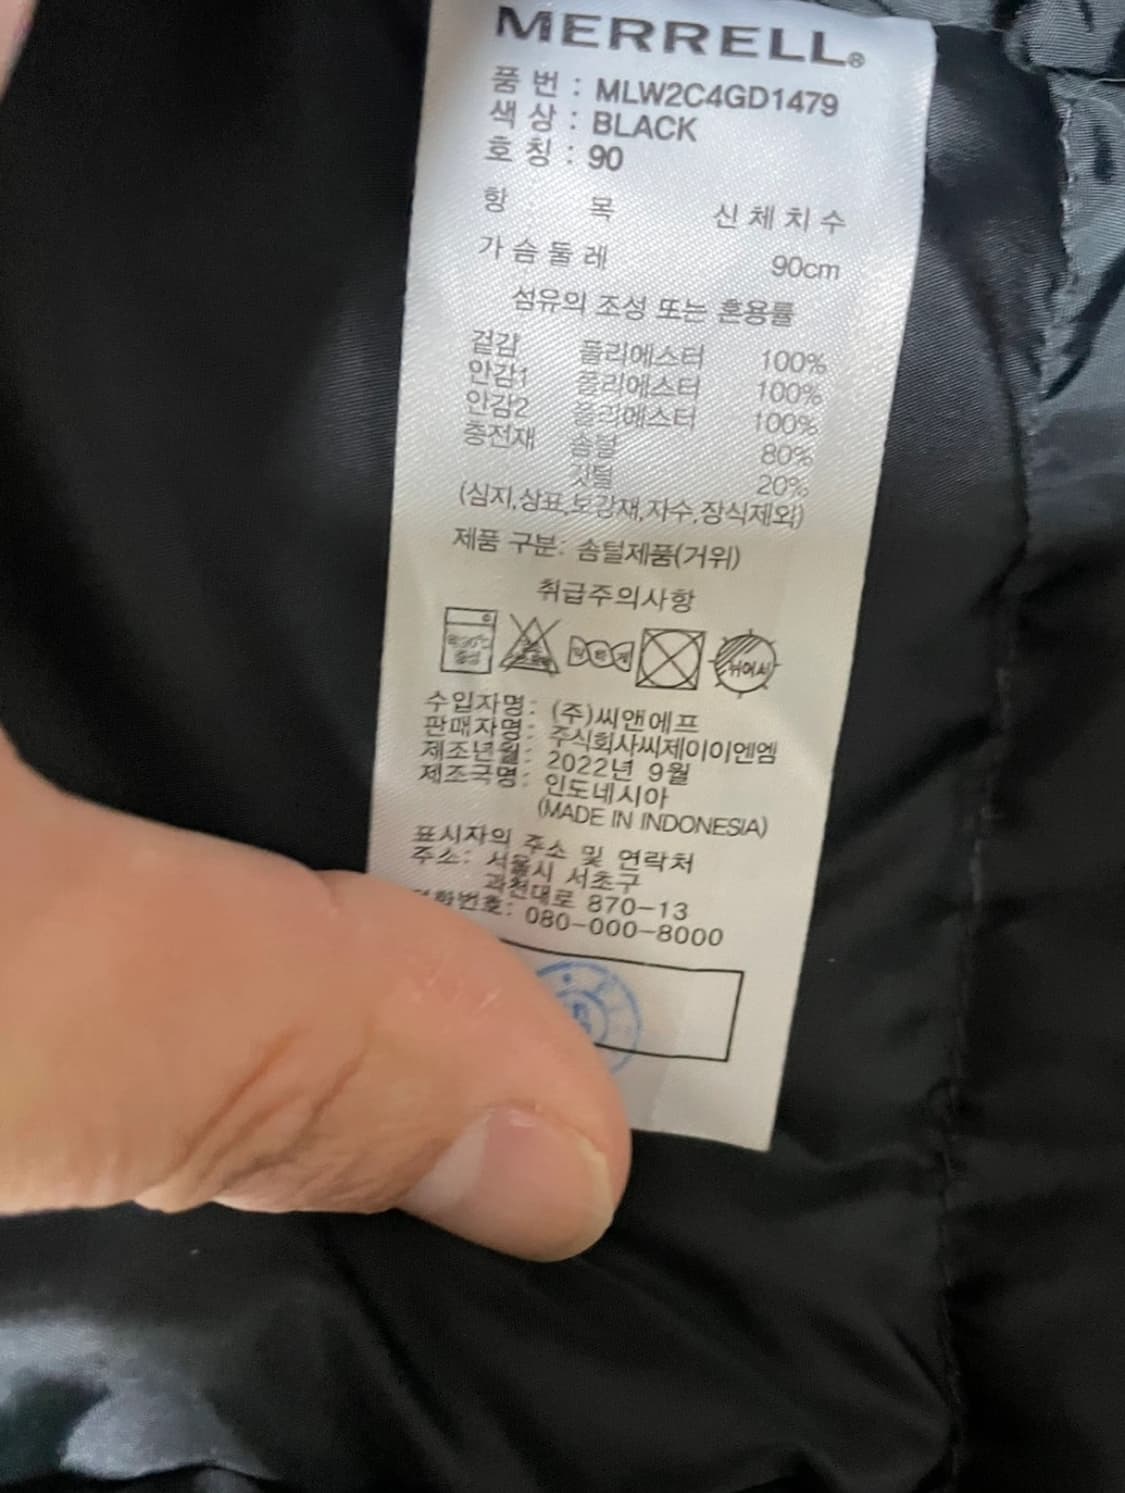 MERRELL®
품 번 : MLW2C4GD1479
색 상 : BLACK
호 칭 : 90
항 목 신 체 치 수
가 슴 둘 레 90cm
섬유의 조성 또는 혼용률
겉감 폴리에스터 100%
안감1 폴리에스터 100%
안감2 폴리에스터 100%
충전재 솜털 80%
깃털 20%
(심지,상표,보강재,자수,장식제외)
제품 구분: 솜털제품(거위)
취급주의사항
중성
뉘어서
수입자명: (주)씨앤에프
판매자명: 주식회사씨제이이엔엠
제조년월: 2022년 9월
제조국명: 인도네시아
(MADE IN INDONESIA)
표시자의 주소 및 연락처
주소: 서울시 서초구
과천대로 870-13
번호: 080-000-8000